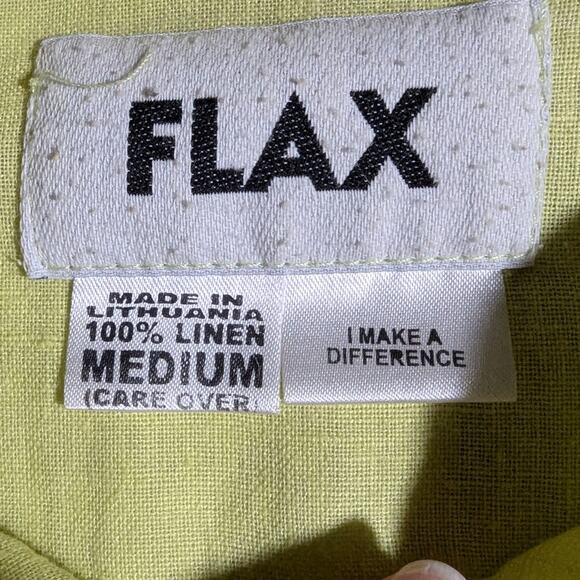 FLAX
MADE IN
LITHUANIA
100% LINEN
MEDIUM
(CARE OVER)
I MAKE A
DIFFERENCE